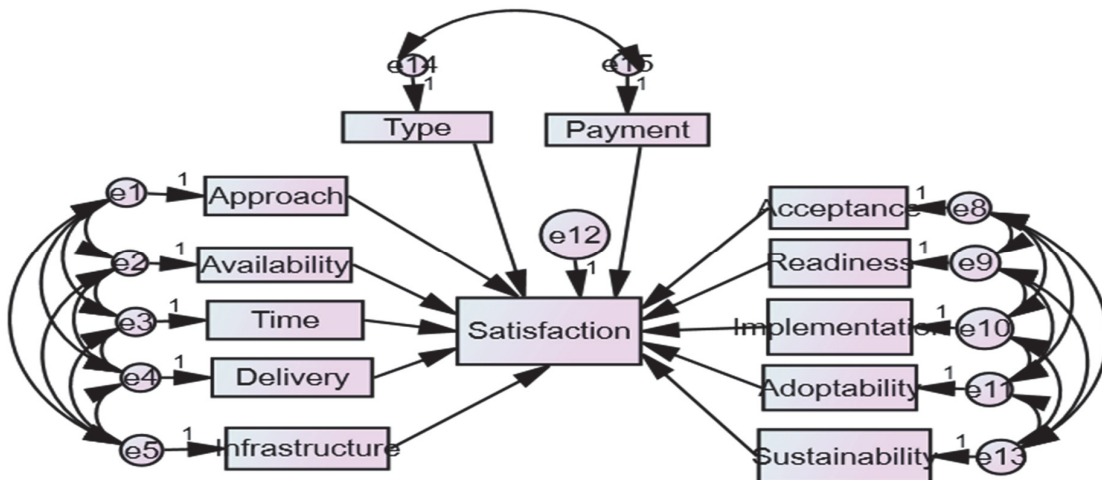 e14
e15
1
1
Type
Payment
e1
1
Approach
e12
1
Acceptance
1
e8
e2
1
Availability
Readiness
1
e9
e3
1
Time
Satisfaction
Implementation
1
e10
e4
1
Delivery
Adoptability
1
e11
e5
1
Infrastructure
Sustainability
1
e13